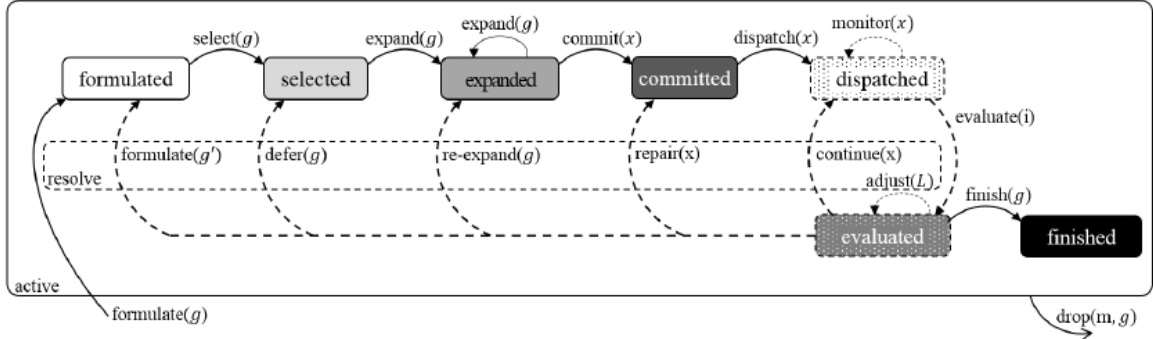 expand(g)
monitor(x)
select(g)
expand(g)
commit(x)
dispatch(x)
formulated
selected
expanded
committed
dispatched
evaluate(i)
formulate(g')
defer(g)
re-expand(g)
repair(x)
continue(x)
resolve
adjust(L)
finish(g)
evaluated
finished
active
formulate(g)
drop(m, g)